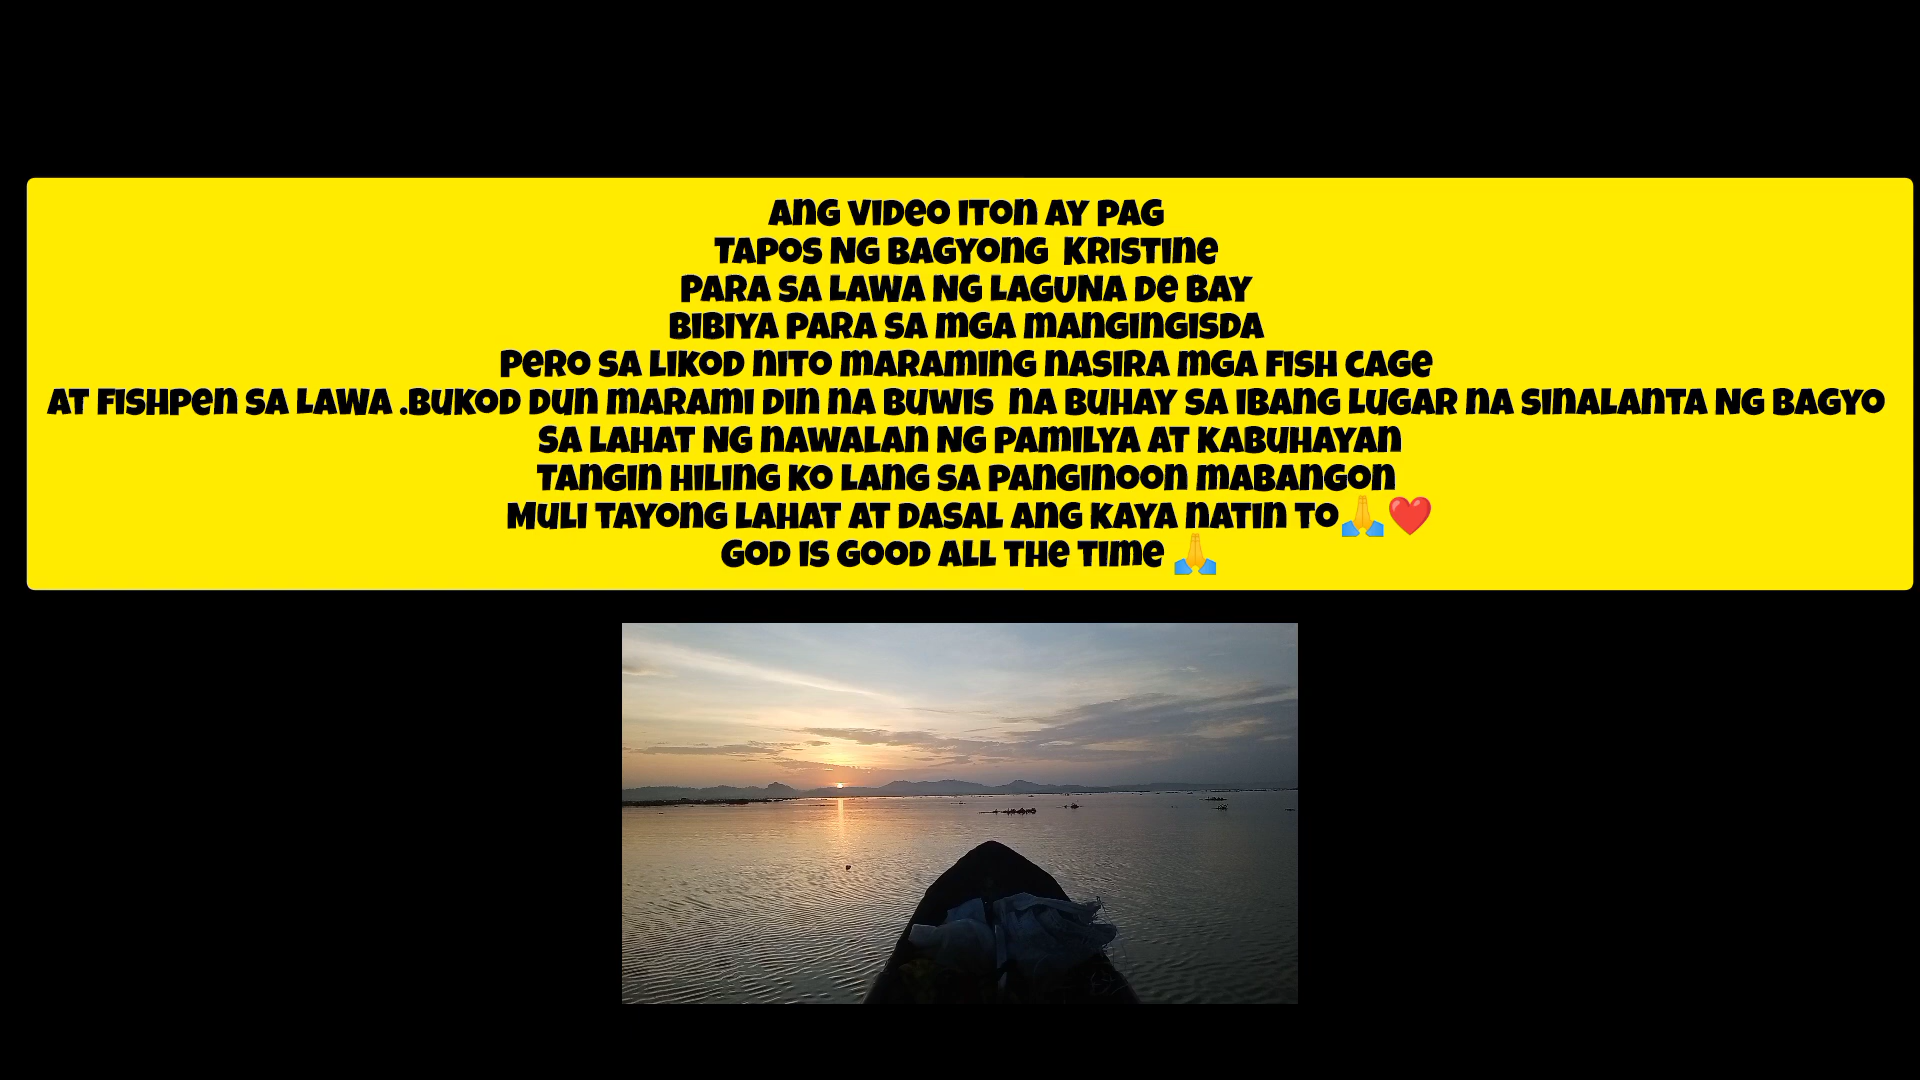 Ang video iton ay pag
tapos ng bagyong  Kristine
para sa lawa ng Laguna de Bay
bibiya para sa mga mangingisda
pero sa likod nito maraming nasira mga fish cage
at fishpen sa lawa .Bukod dun marami din na buwis  na buhay sa ibang lugar na sinalanta ng bagyo
sa lahat ng nawalan ng pamilya at kabuhayan
tangin hiling ko lang sa Panginoon mabangon
muli tayong lahat at dasal ang kaya natin to🙏❤️
God is good all the time 🙏